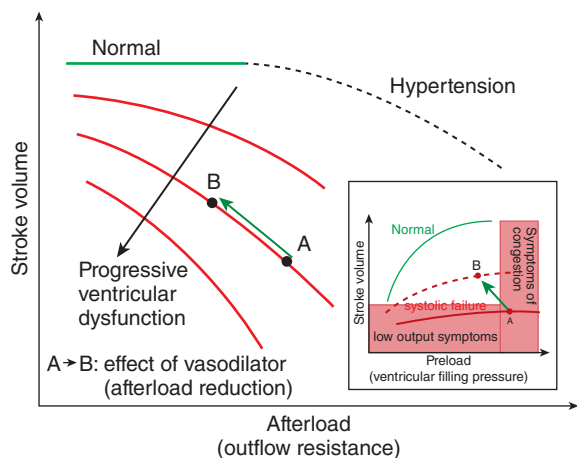 Normal
Hypertension
B
A
Progressive
ventricular
dysfunction
A→B: effect of vasodilator
(afterload reduction)
Stroke volume
Afterload
(outflow resistance)
Normal
B
Symptoms of
congestion
systolic failure
A
low output symptoms
Stroke volume
Preload
(ventricular filling pressure)